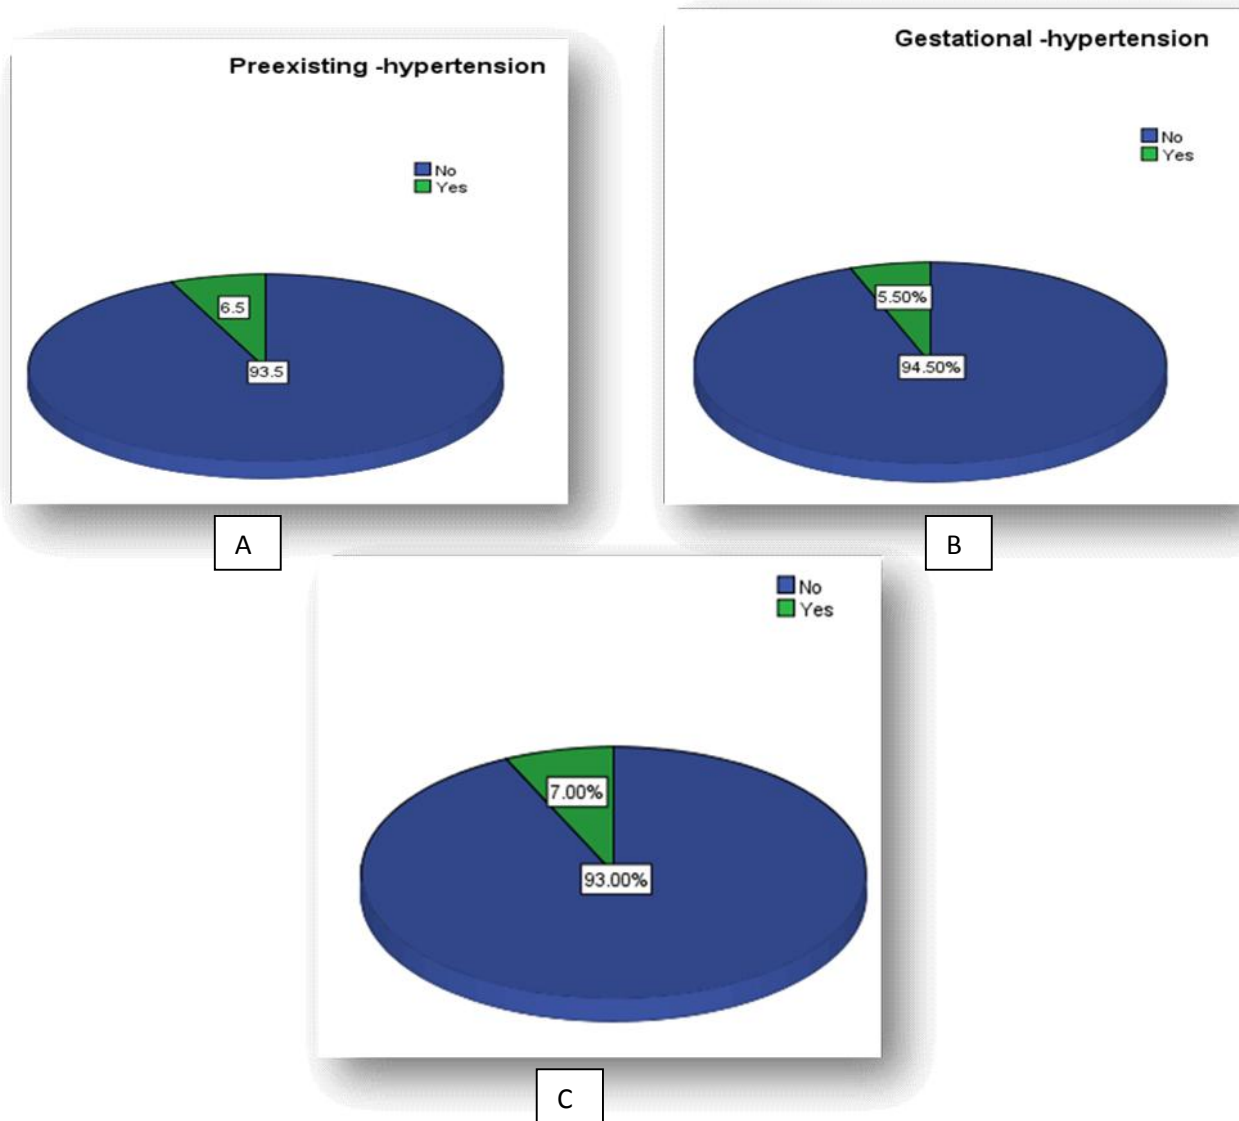 Preexisting -hypertension
No
Yes
6.5
93.5
A
Gestational -hypertension
No
Yes
5.50%
94.50%
B
No
Yes
7.00%
93.00%
C